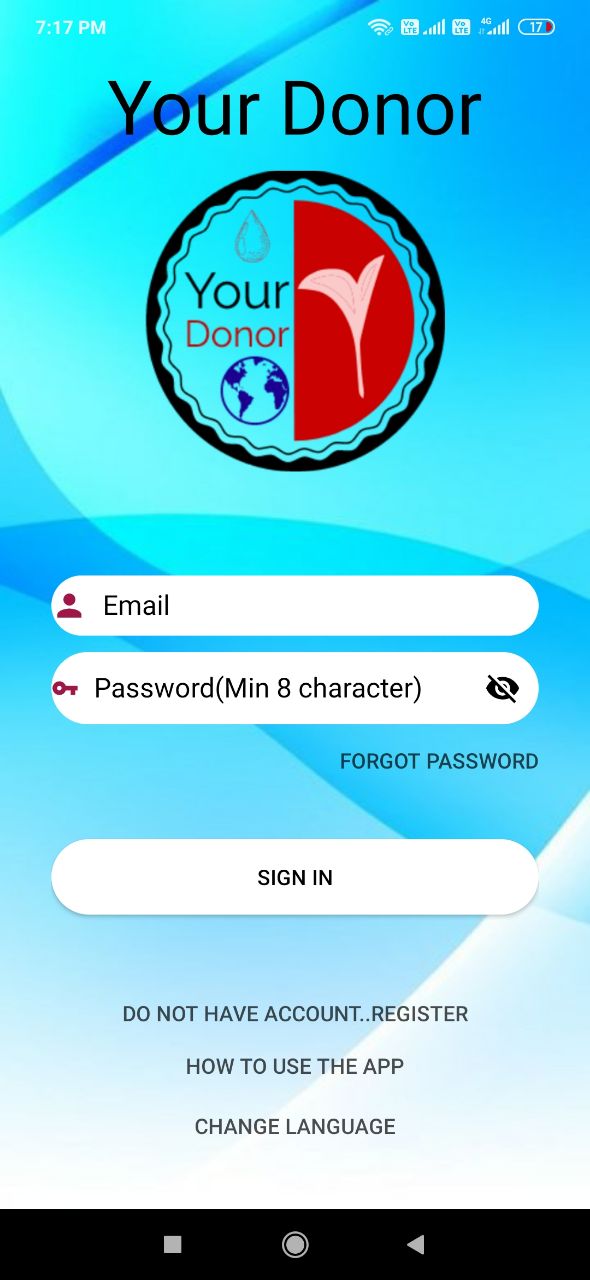 7:17 PM Vo LTE Vo LTE 4G 17
Your Donor
Your
Donor
Email
Password(Min 8 character)
FORGOT PASSWORD
SIGN IN
DO NOT HAVE ACCOUNT..REGISTER
HOW TO USE THE APP
CHANGE LANGUAGE